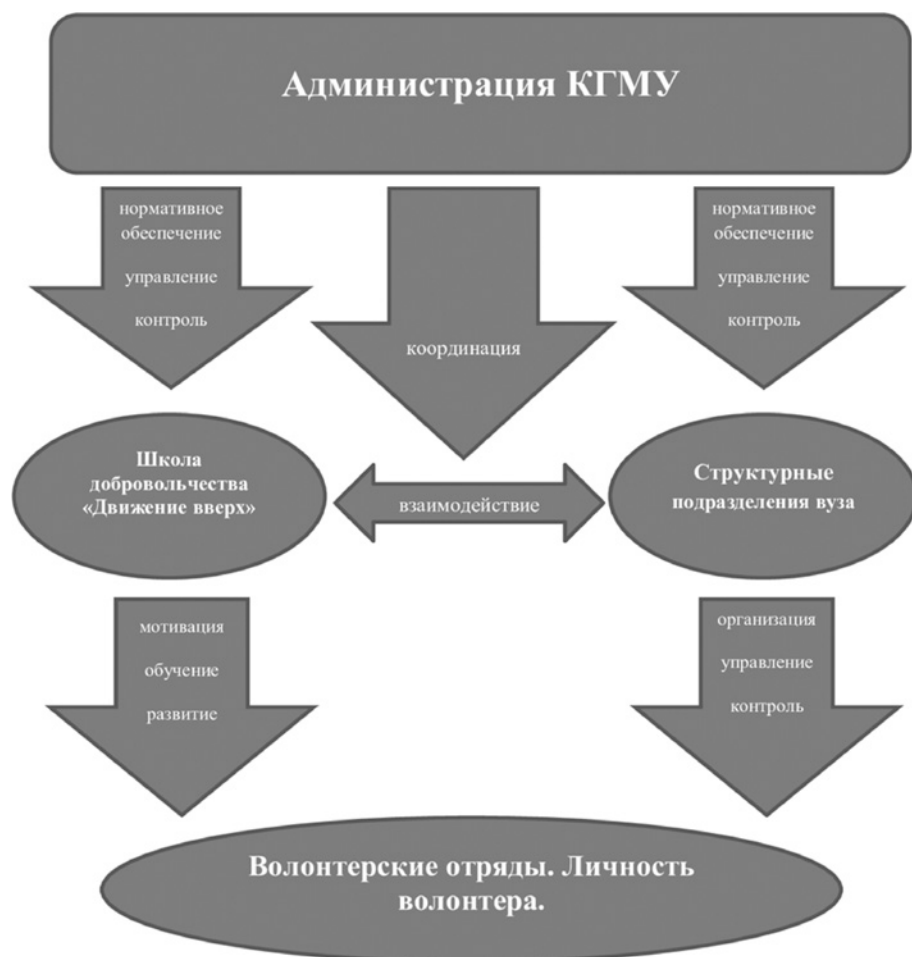 Администрация КГМУ
нормативное
обеспечение
управление
контроль
координация
нормативное
обеспечение
управление
контроль
Школа
добровольчества
«Движение вверх»
взаимодействие
Структурные
подразделения вуза
мотивация
обучение
развитие
организация
управление
контроль
Волонтерские отряды. Личность
волонтера.